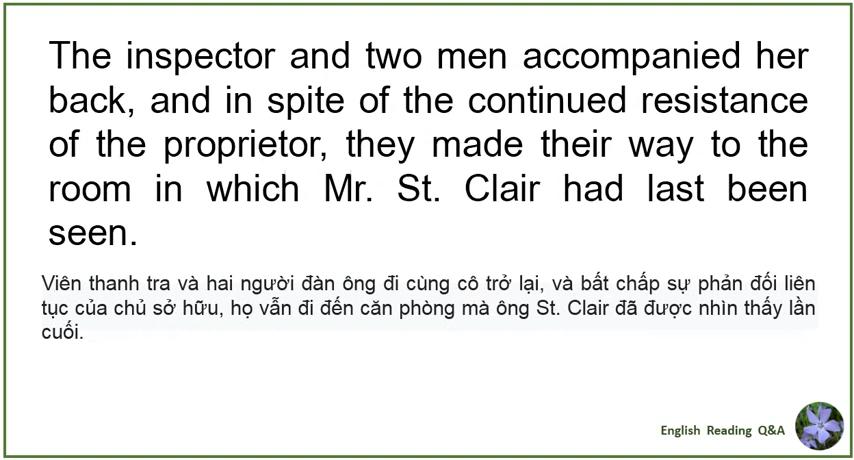 The inspector and two men accompanied her
back, and in spite of the continued resistance
of the proprietor, they made their way to the
room in which Mr. St. Clair had last been
seen.
Viên thanh tra và hai người đàn ông đi cùng cô trở lại, và bất chấp sự phản đối liên
tục của chủ sở hữu, họ vẫn đi đến căn phòng mà ông St. Clair đã được nhìn thấy lần
cuối.
English Reading Q&A